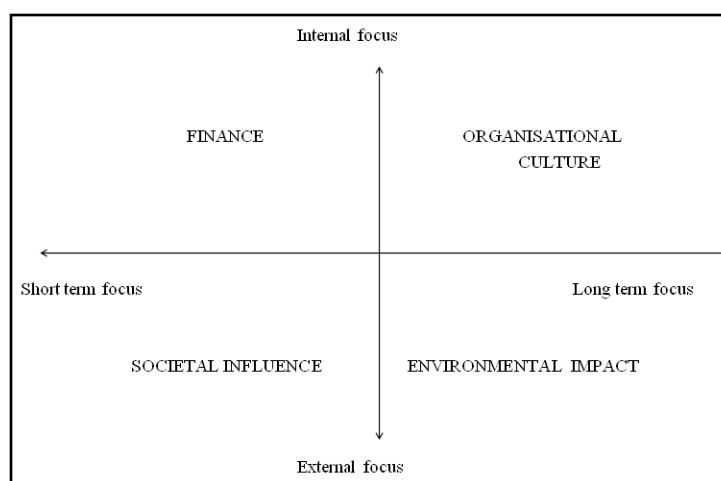 Internal focus
FINANCE
ORGANISATIONAL
CULTURE
Short term focus
Long term focus
SOCIETAL INFLUENCE
ENVIRONMENTAL IMPACT
External focus